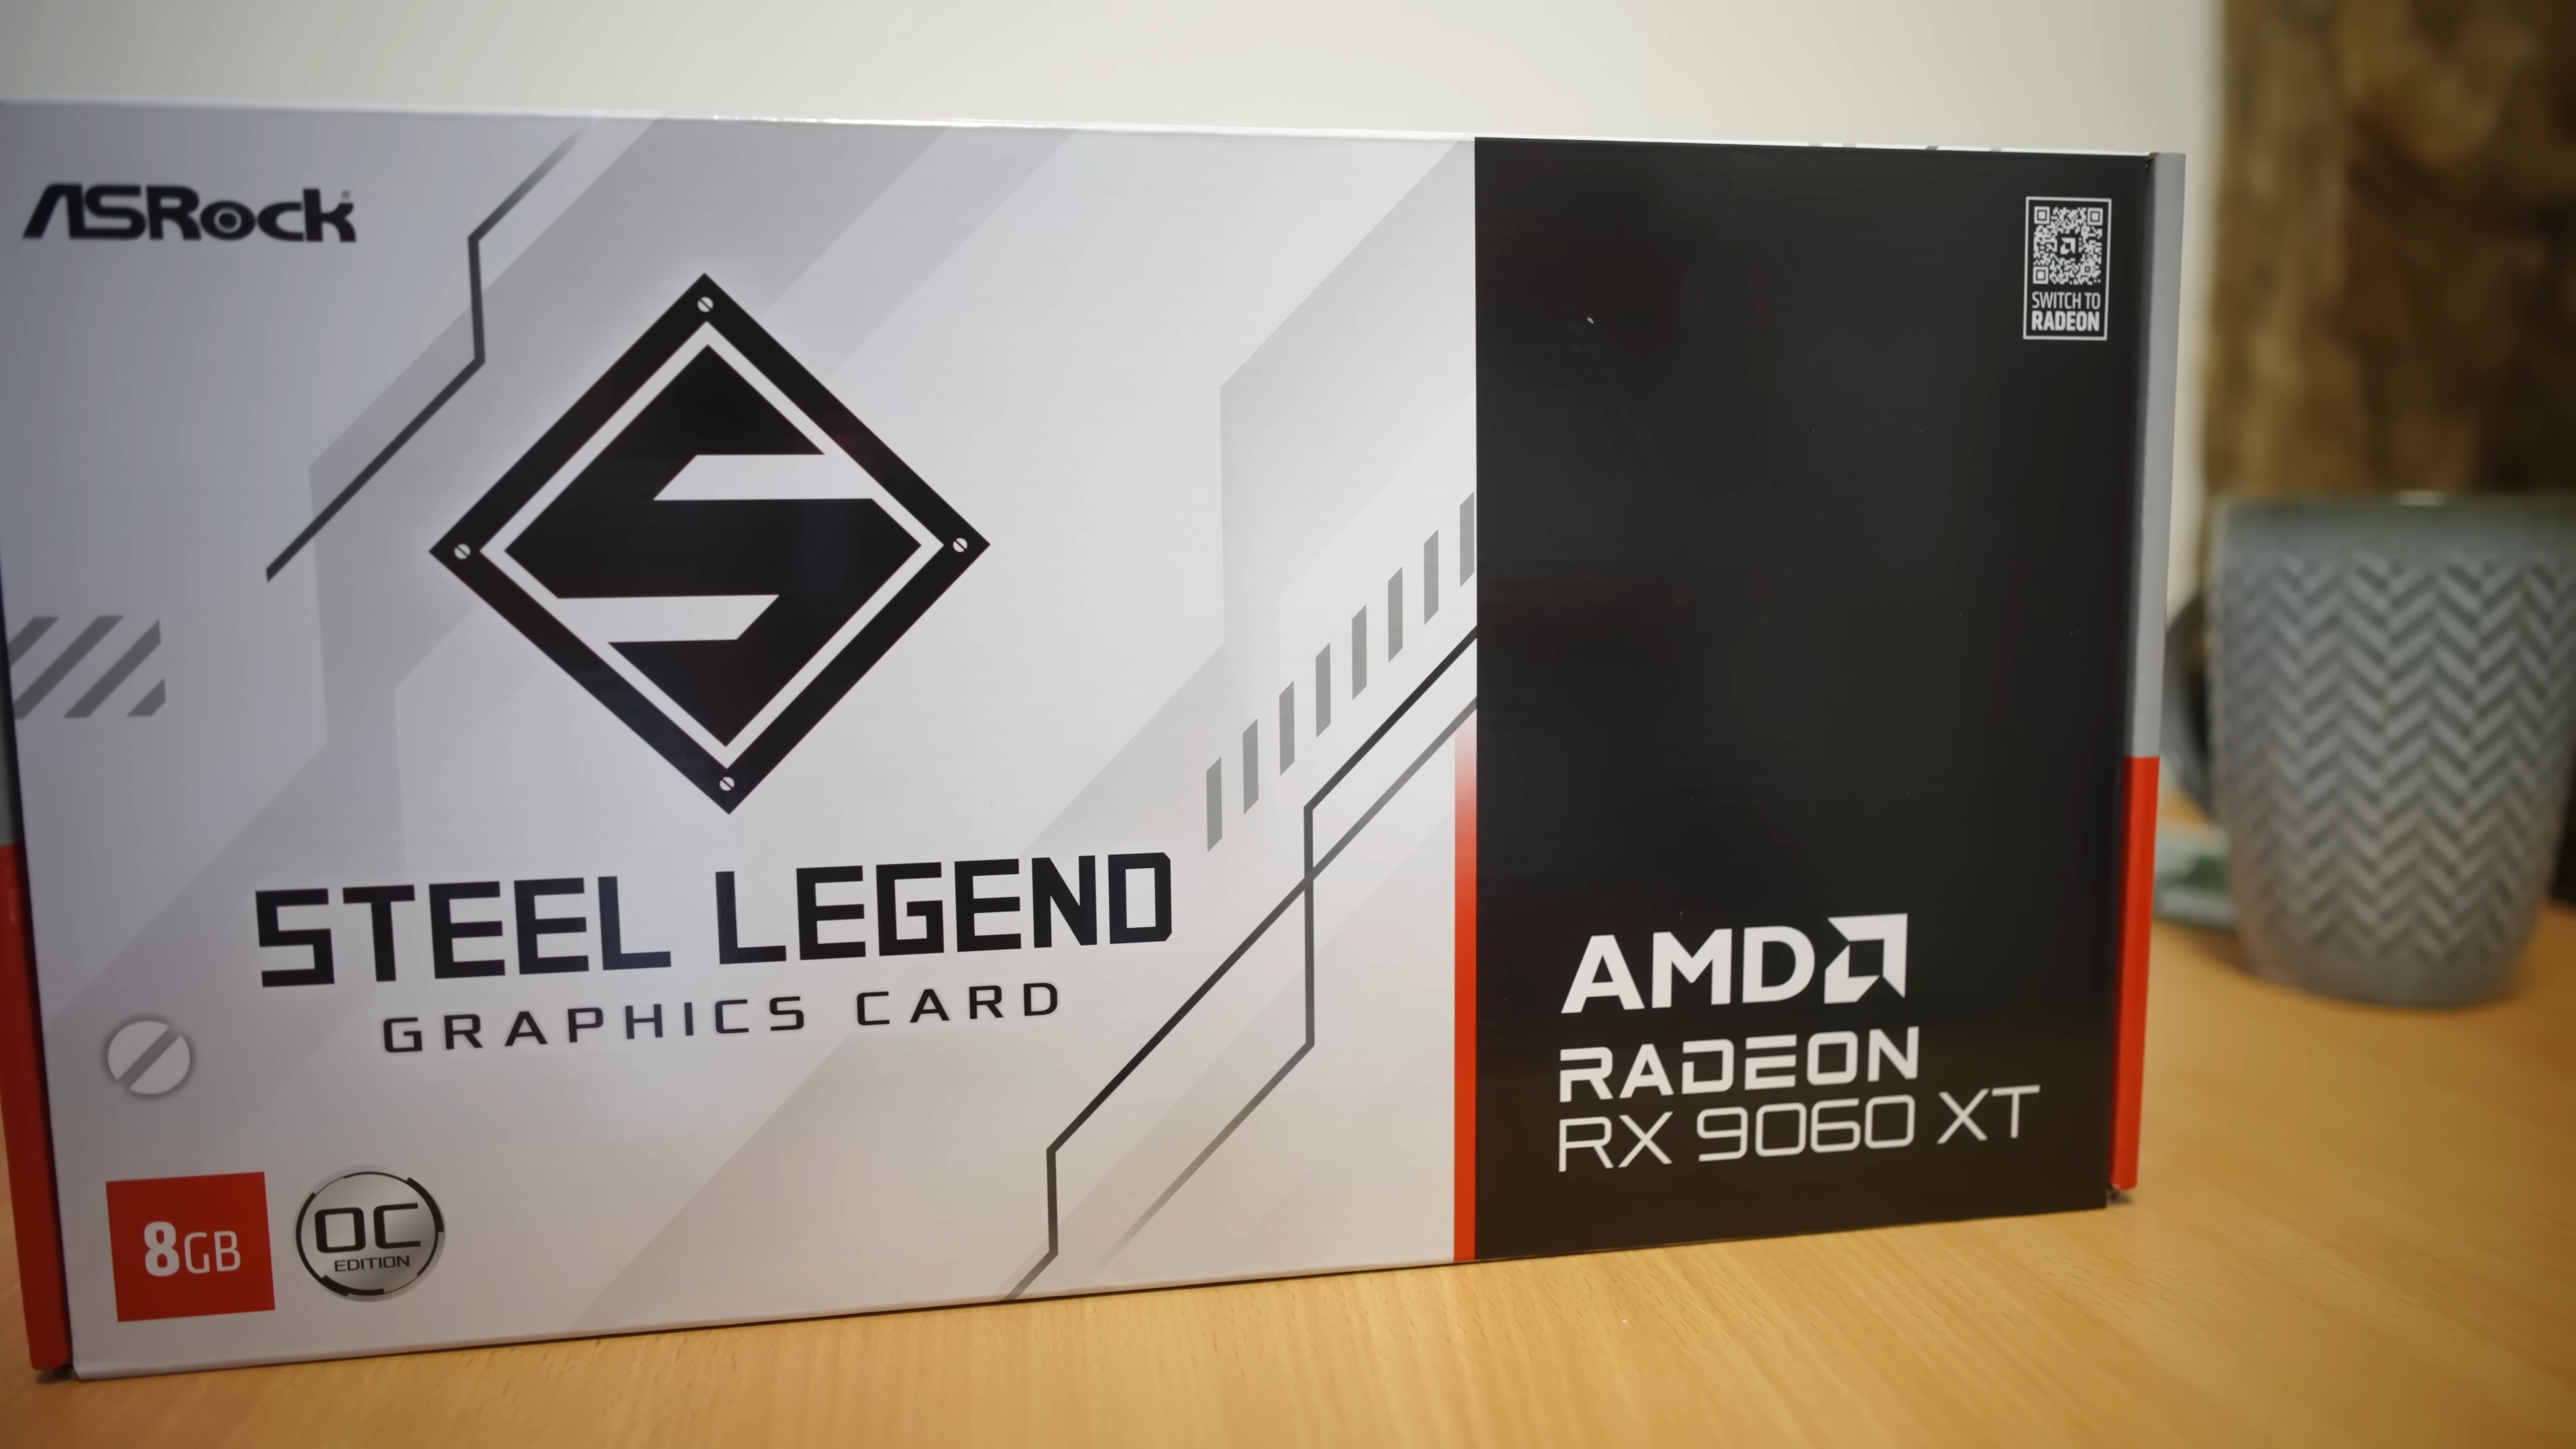 ASRock
STEEL LEGEND
GRAPHICS CARD
8GB
OC
EDITION
SWITCH TO
RADEON
AMD
RADEON
RX 9060 XT